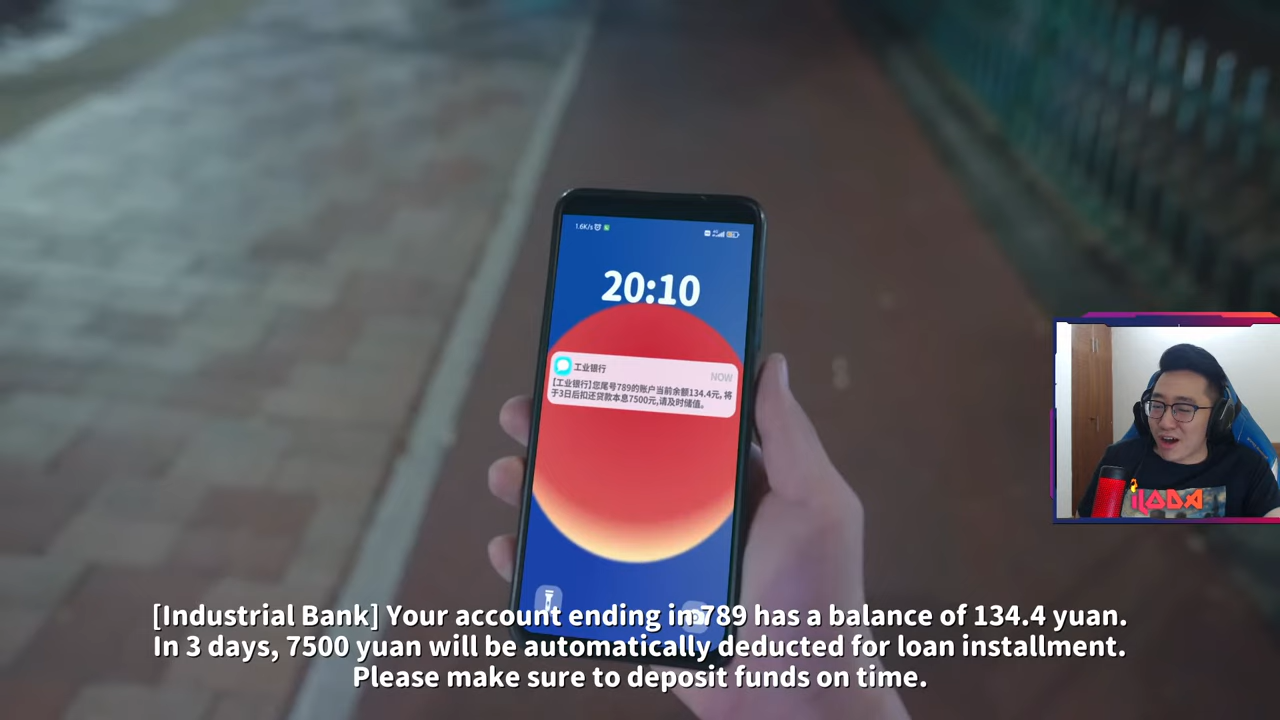 1.6K/s
20:10
工业银行
NOW
【工业银行】您尾号789的账户当前余额134.4元, 将
于3日后扣还贷款本息7500元,请及时储值。
[Industrial Bank] Your account ending in 789 has a balance of 134.4 yuan.
In 3 days, 7500 yuan will be automatically deducted for loan installment.
Please make sure to deposit funds on time.